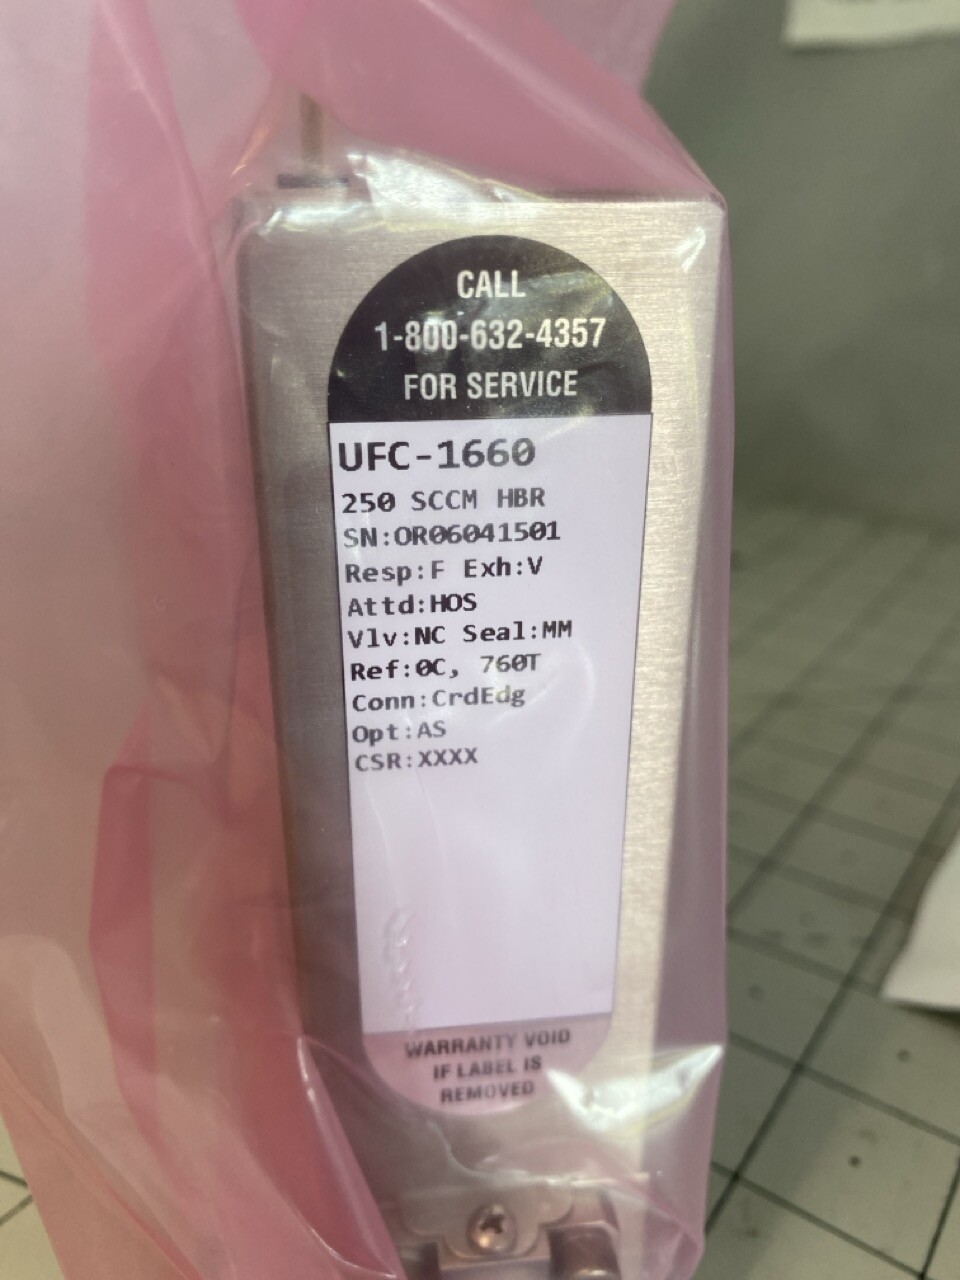 CALL
1-800-632-4357
FOR SERVICE
UFC-1660
250 SCCM HBR
SN:OR06041501
Resp:F Exh:V
Attd:HOS
Vlv:NC Seal:MM
Ref:0C, 760T
Conn:CrdEdg
Opt:AS
CSR:XXXX
WARRANTY VOID
IF LABEL IS
REMOVED